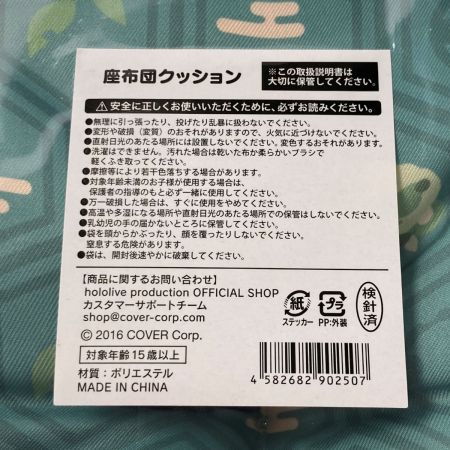 座布団クッション
※この取扱説明書は
大切に保管してください。
安全に正しくお使いいただくために、必ずお読みください。
●無理に引っ張ったり、投げたり乱暴に扱わないでください。
●変形や破損（変質）のおそれがありますので、火気に近づけないでください。
●直射日光のあたる場所には設置しないでください。変色するおそれがあります。
●洗濯はできません。汚れた場合は乾いた布か柔らかいブラシで
軽くふき取ってください。
●摩擦等により若干色落ちする場合があります。
●対象年齢未満のお子様が使用する場合は、
保護者の指導のもと必ず一緒に使用してください。
●万一破損した場合は、すぐに使用をやめてください。
●高温や多湿になる場所や直射日光のあたる場所での保管はしないでください。
●乳幼児の手の届かないところに保管してください。
●袋を頭からかぶったり、顔を覆ったりしないでください。
窒息する危険があります。
●袋は、開封後速やかに破棄してください。
【商品に関するお問い合わせ】
hololive production OFFICIAL SHOP
カスタマーサポートチーム
shop@cover-corp.com
紙
ステッカー
プラ
PP:外装
検針済
© 2016 COVER Corp.
対象年齢15歳以上
材質：ポリエステル
MADE IN CHINA
4 582682 902507